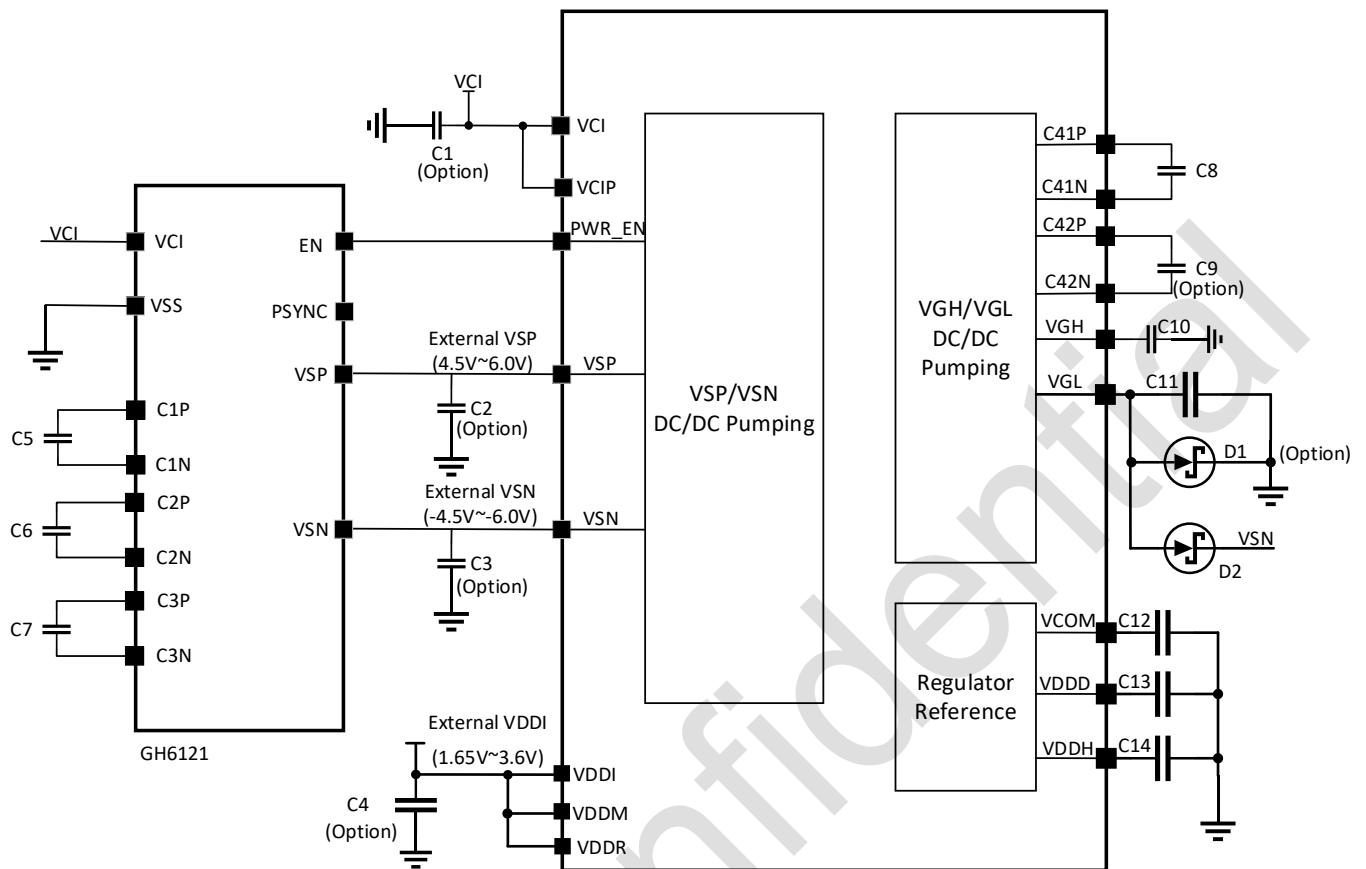 VCI
C1
(Option)
VCI
VCIP
PWR_EN
VSP
VSN
VDDI
VDDM
VDDR
VSP/VSN
DC/DC Pumping
VCI
VCI
VSS
C1P
C1N
C2P
C2N
C3P
C3N
C5
C6
C7
EN
PSYNC
VSP
VSN
GH6121
External VSP
(4.5V~6.0V)
C2
(Option)
External VSN
(-4.5V~-6.0V)
C3
(Option)
External VDDI
(1.65V~3.6V)
C4
(Option)
VGH/VGL
DC/DC
Pumping
C41P
C41N
C42P
C42N
VGH
VGL
C8
C9
(Option)
C10
C11
D1
(Option)
VSN
D2
Regulator
Reference
VCOM
VDDD
VDDH
C12
C13
C14